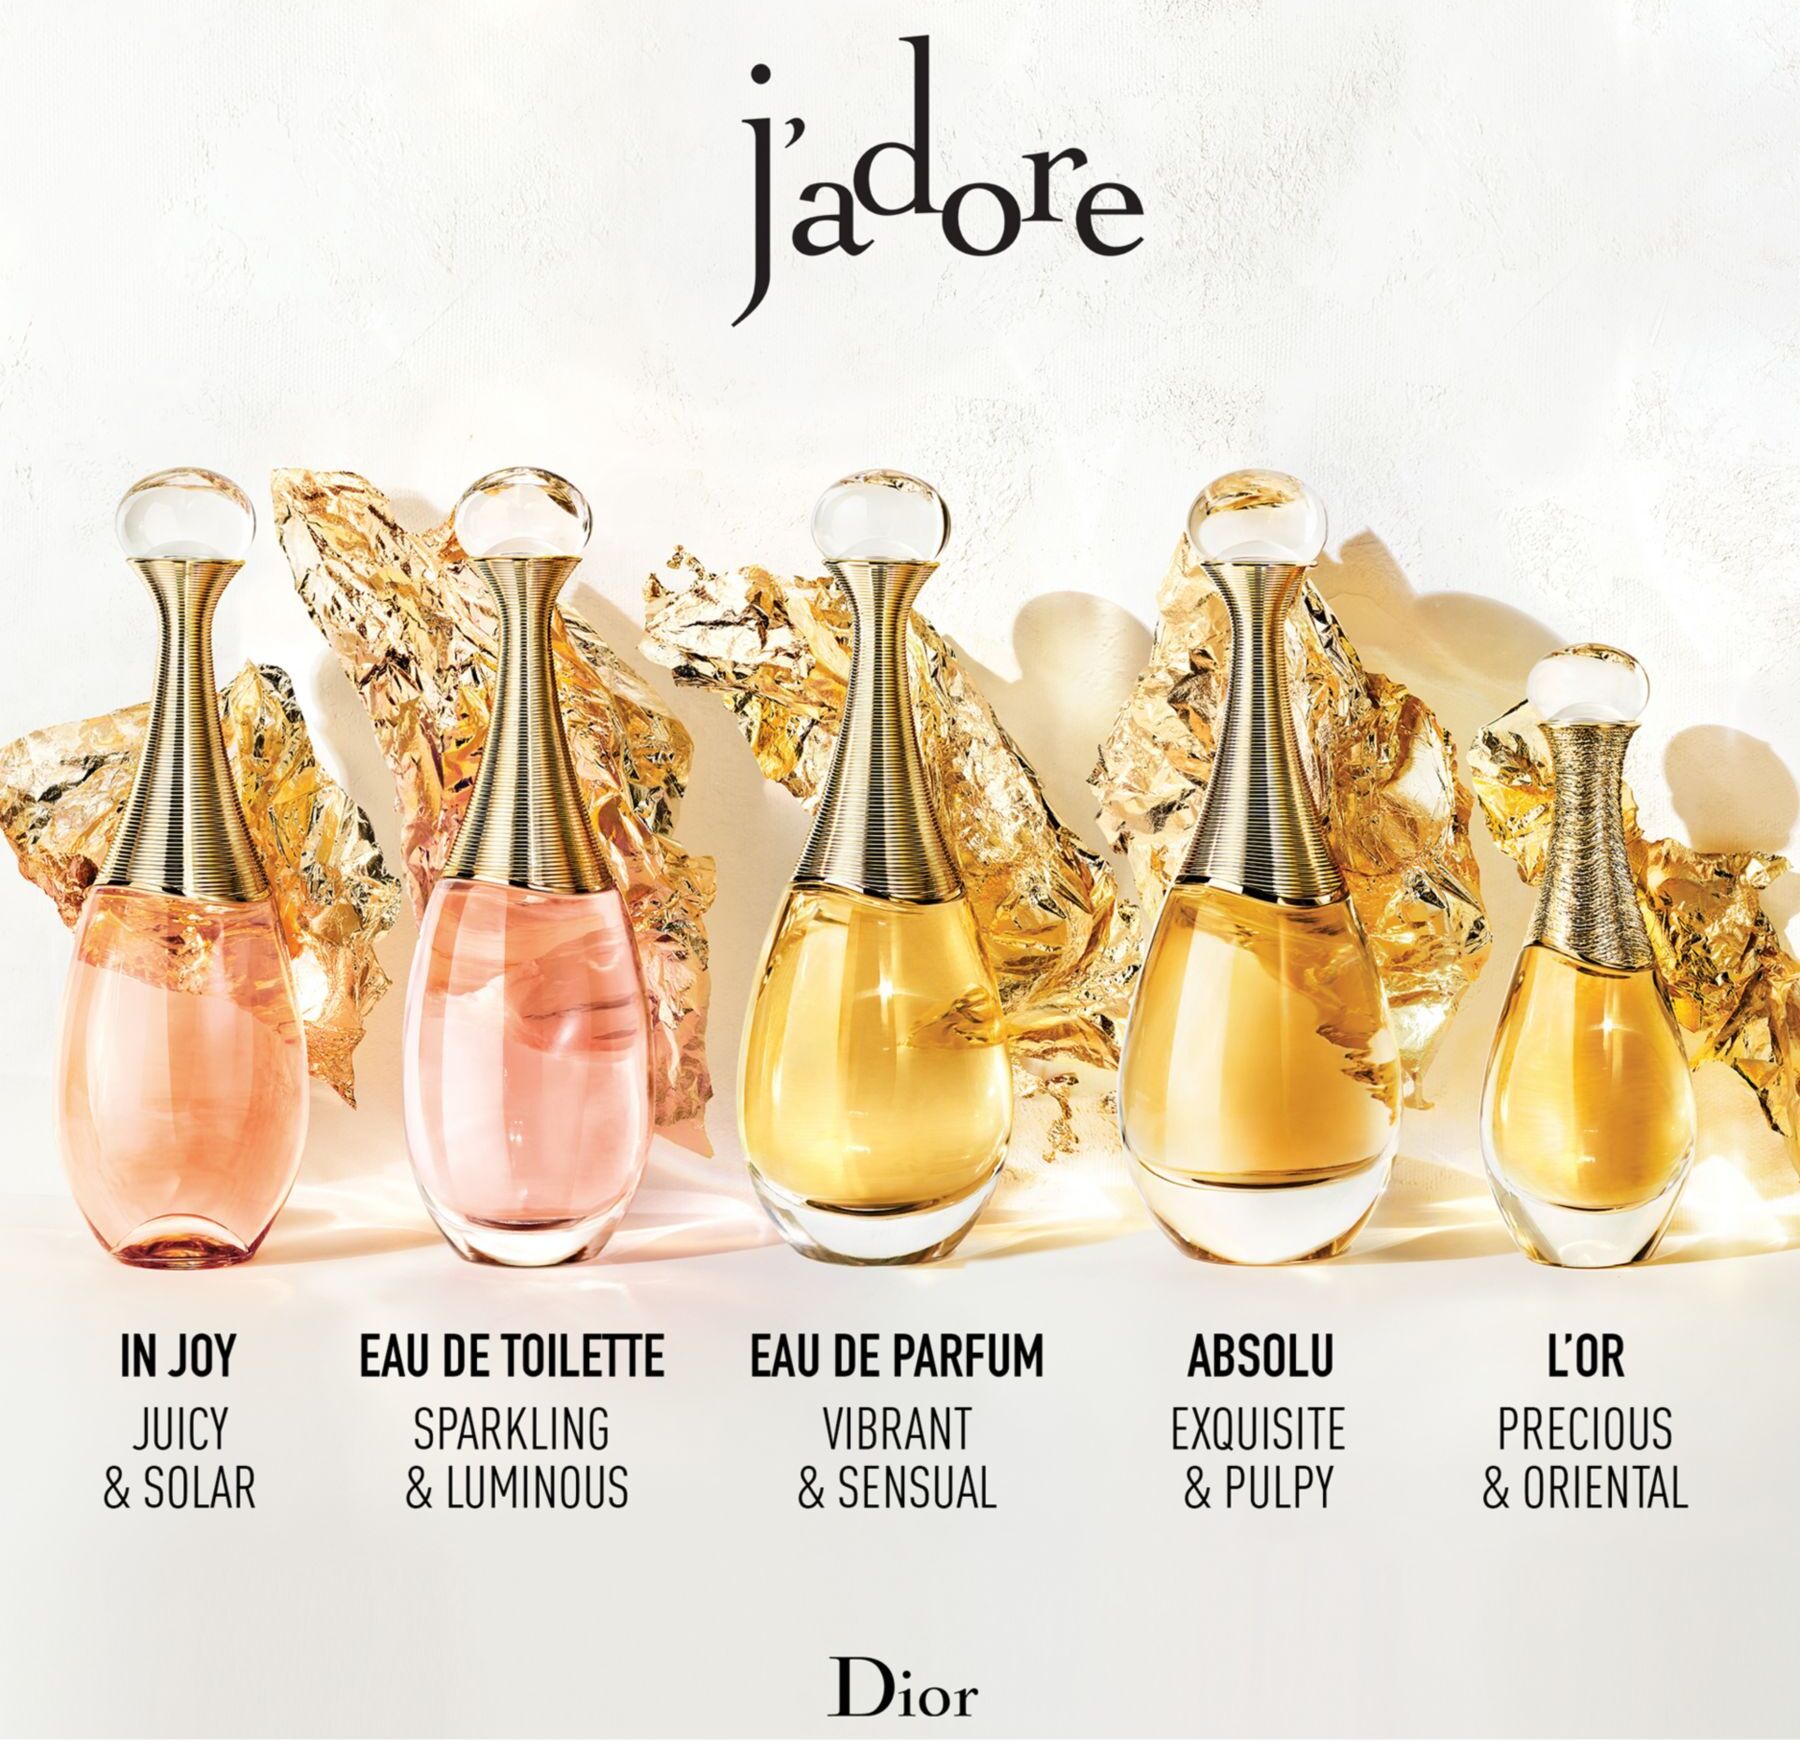 j'adore
IN JOY
JUICY
& SOLAR
EAU DE TOILETTE
SPARKLING
& LUMINOUS
EAU DE PARFUM
VIBRANT
& SENSUAL
ABSOLU
EXQUISITE
& PULPY
L'OR
PRECIOUS
& ORIENTAL
Dior